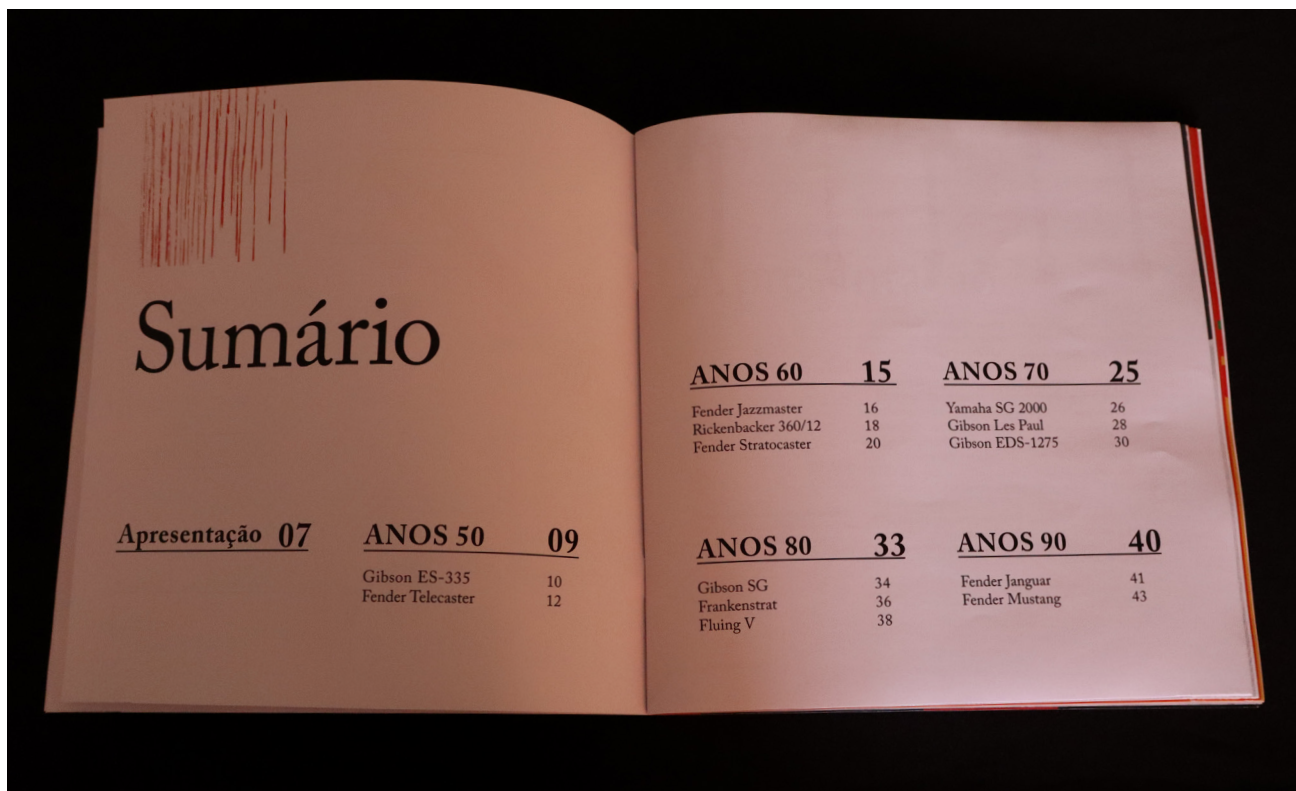 Sumário
Apresentação 07
ANOS 50 09
Gibson ES-335 10
Fender Telecaster 12
ANOS 60 15
Fender Jazzmaster 16
Rickenbacker 360/12 18
Fender Stratocaster 20
ANOS 70 25
Yamaha SG 2000 26
Gibson Les Paul 28
Gibson EDS-1275 30
ANOS 80 33
Gibson SG 34
Frankenstrat 36
Fluing V 38
ANOS 90 40
Fender Janguar 41
Fender Mustang 43